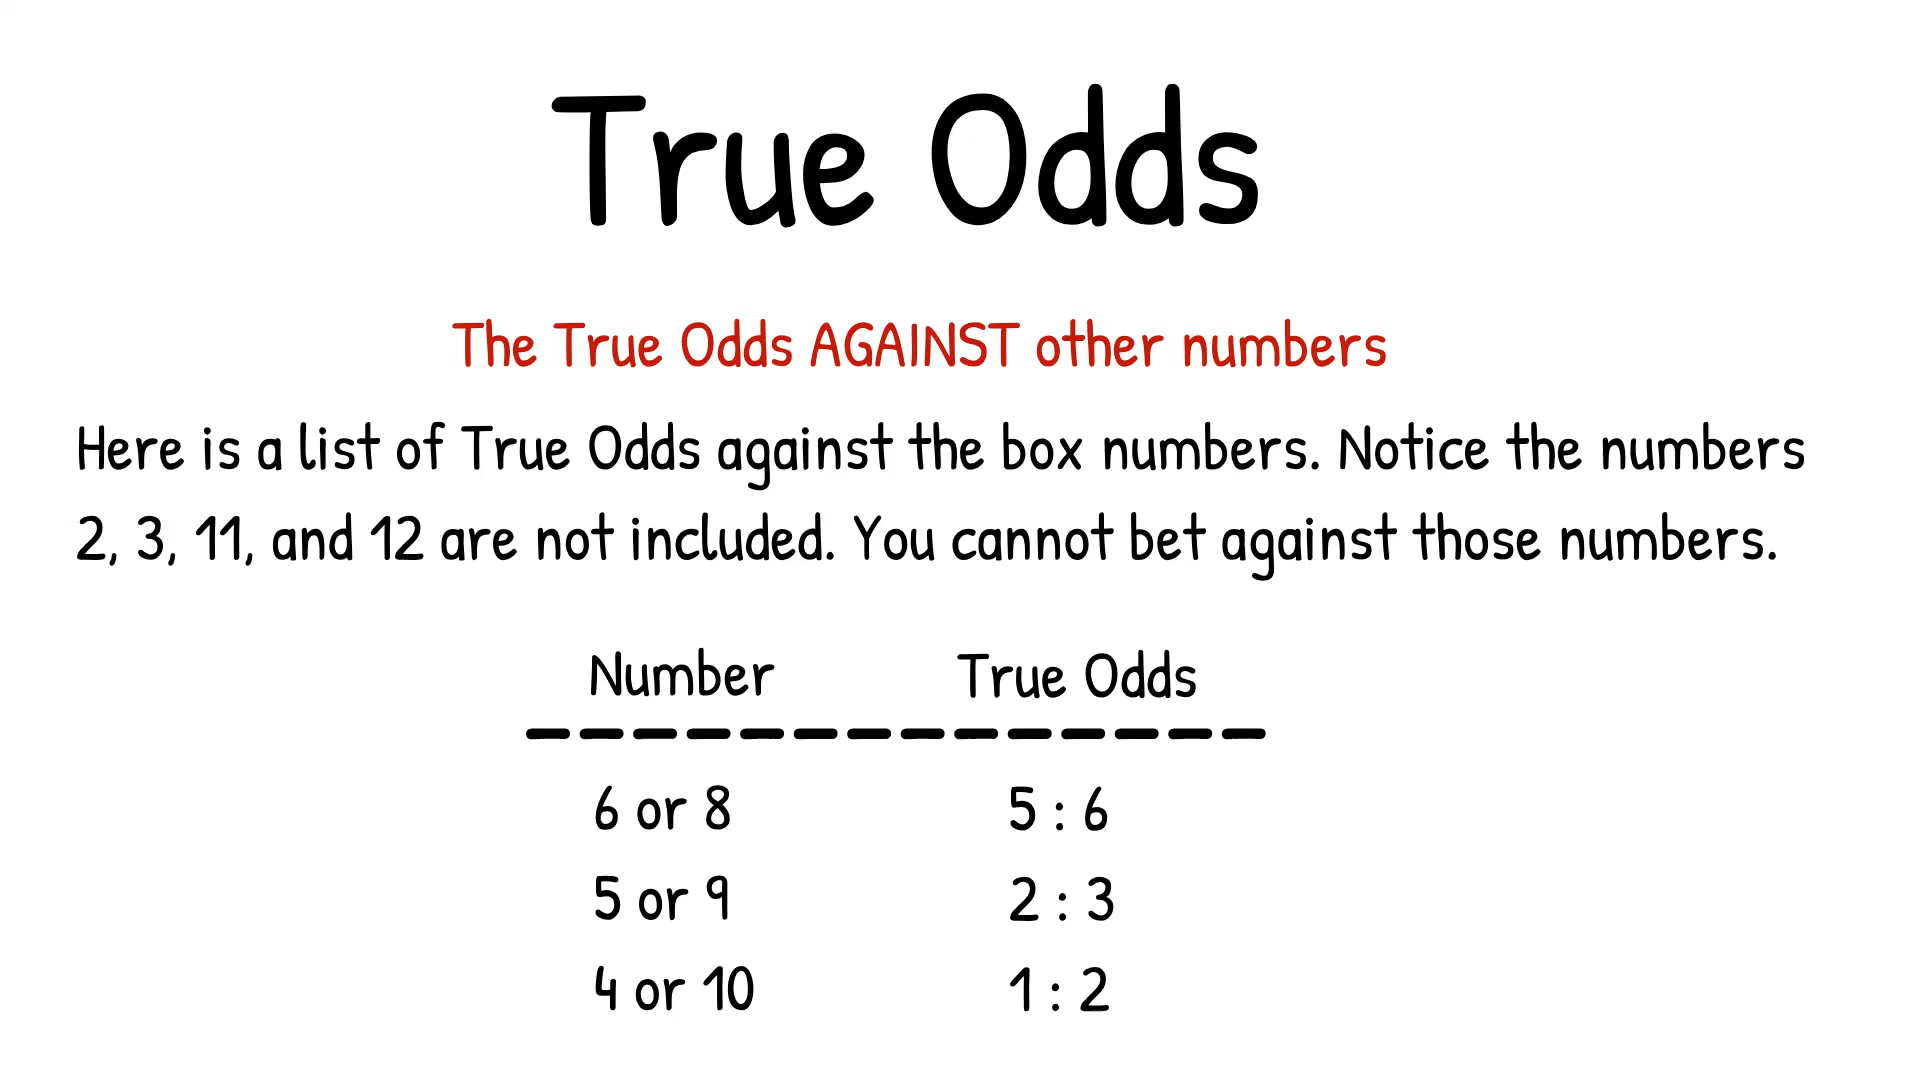 True Odds
The True Odds AGAINST other numbers
Here is a list of True Odds against the box numbers. Notice the numbers
2, 3, 11, and 12 are not included. You cannot bet against those numbers.
Number True Odds
6 or 8 5 : 6
5 or 9 2 : 3
4 or 10 1 : 2